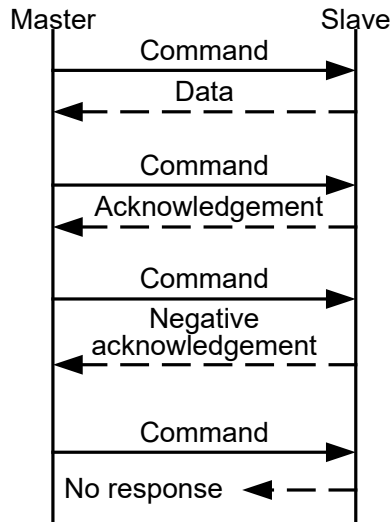 Master Slave
Command
Data
Command
Acknowledgement
Command
Negative
acknowledgement
Command
No response